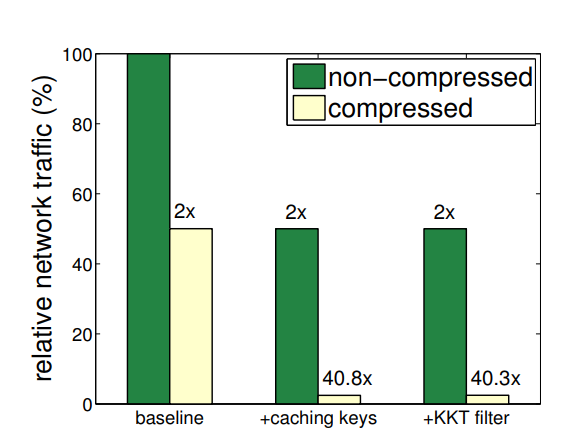 relative network traffic (%)
100
80
60
40
20
0
non-compressed
compressed
2x
2x
2x
40.8x
40.3x
baseline
+caching keys
+KKT filter